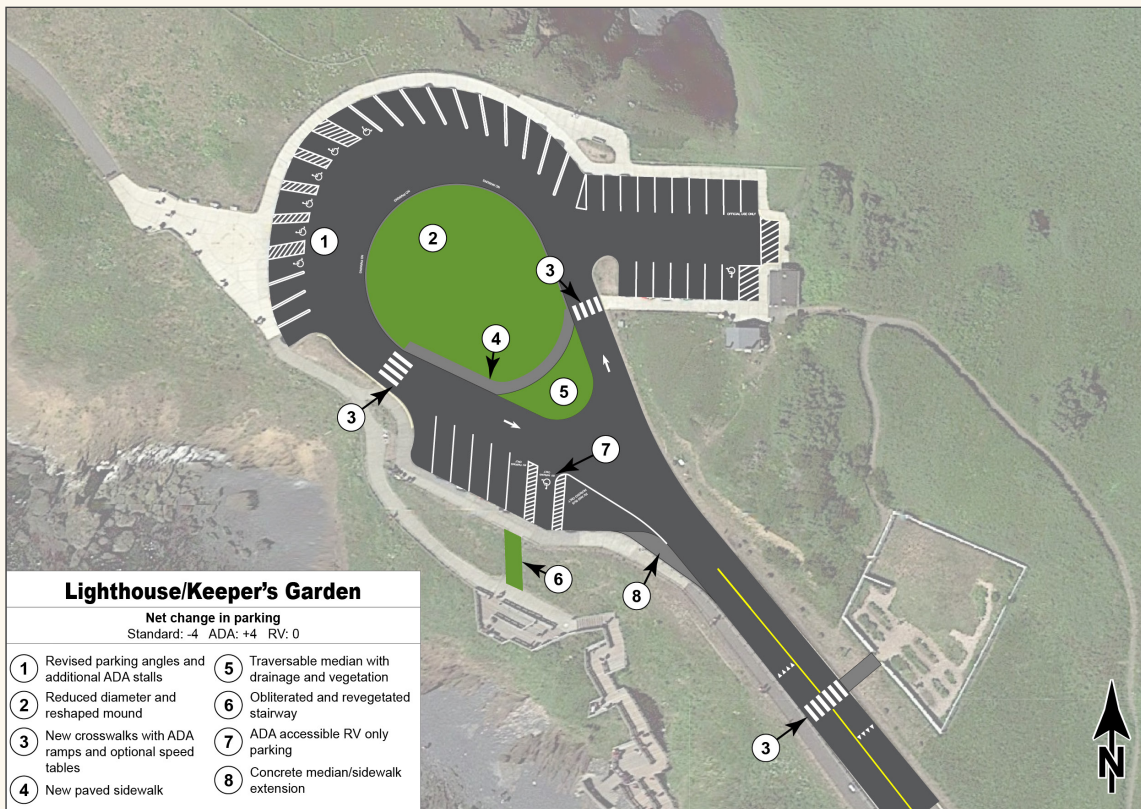 OFFICIAL USE ONLY
1
2
3
4
5
3
7
6
8
3
N
Lighthouse/Keeper's Garden
Net change in parking
Standard: -4 ADA: +4 RV: 0
1 Revised parking angles and
additional ADA stalls
2 Reduced diameter and
reshaped mound
3 New crosswalks with ADA
ramps and optional speed
tables
4 New paved sidewalk
5 Traversable median with
drainage and vegetation
6 Obliterated and revegetated
stairway
7 ADA accessible RV only
parking
8 Concrete median/sidewalk
extension